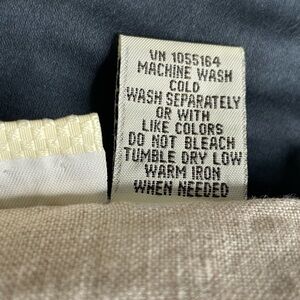 VN 1055164
MACHINE WASH
COLD
WASH SEPARATELY
OR WITH
LIKE COLORS
DO NOT BLEACH
TUMBLE DRY LOW
WARM IRON
WHEN NEEDED